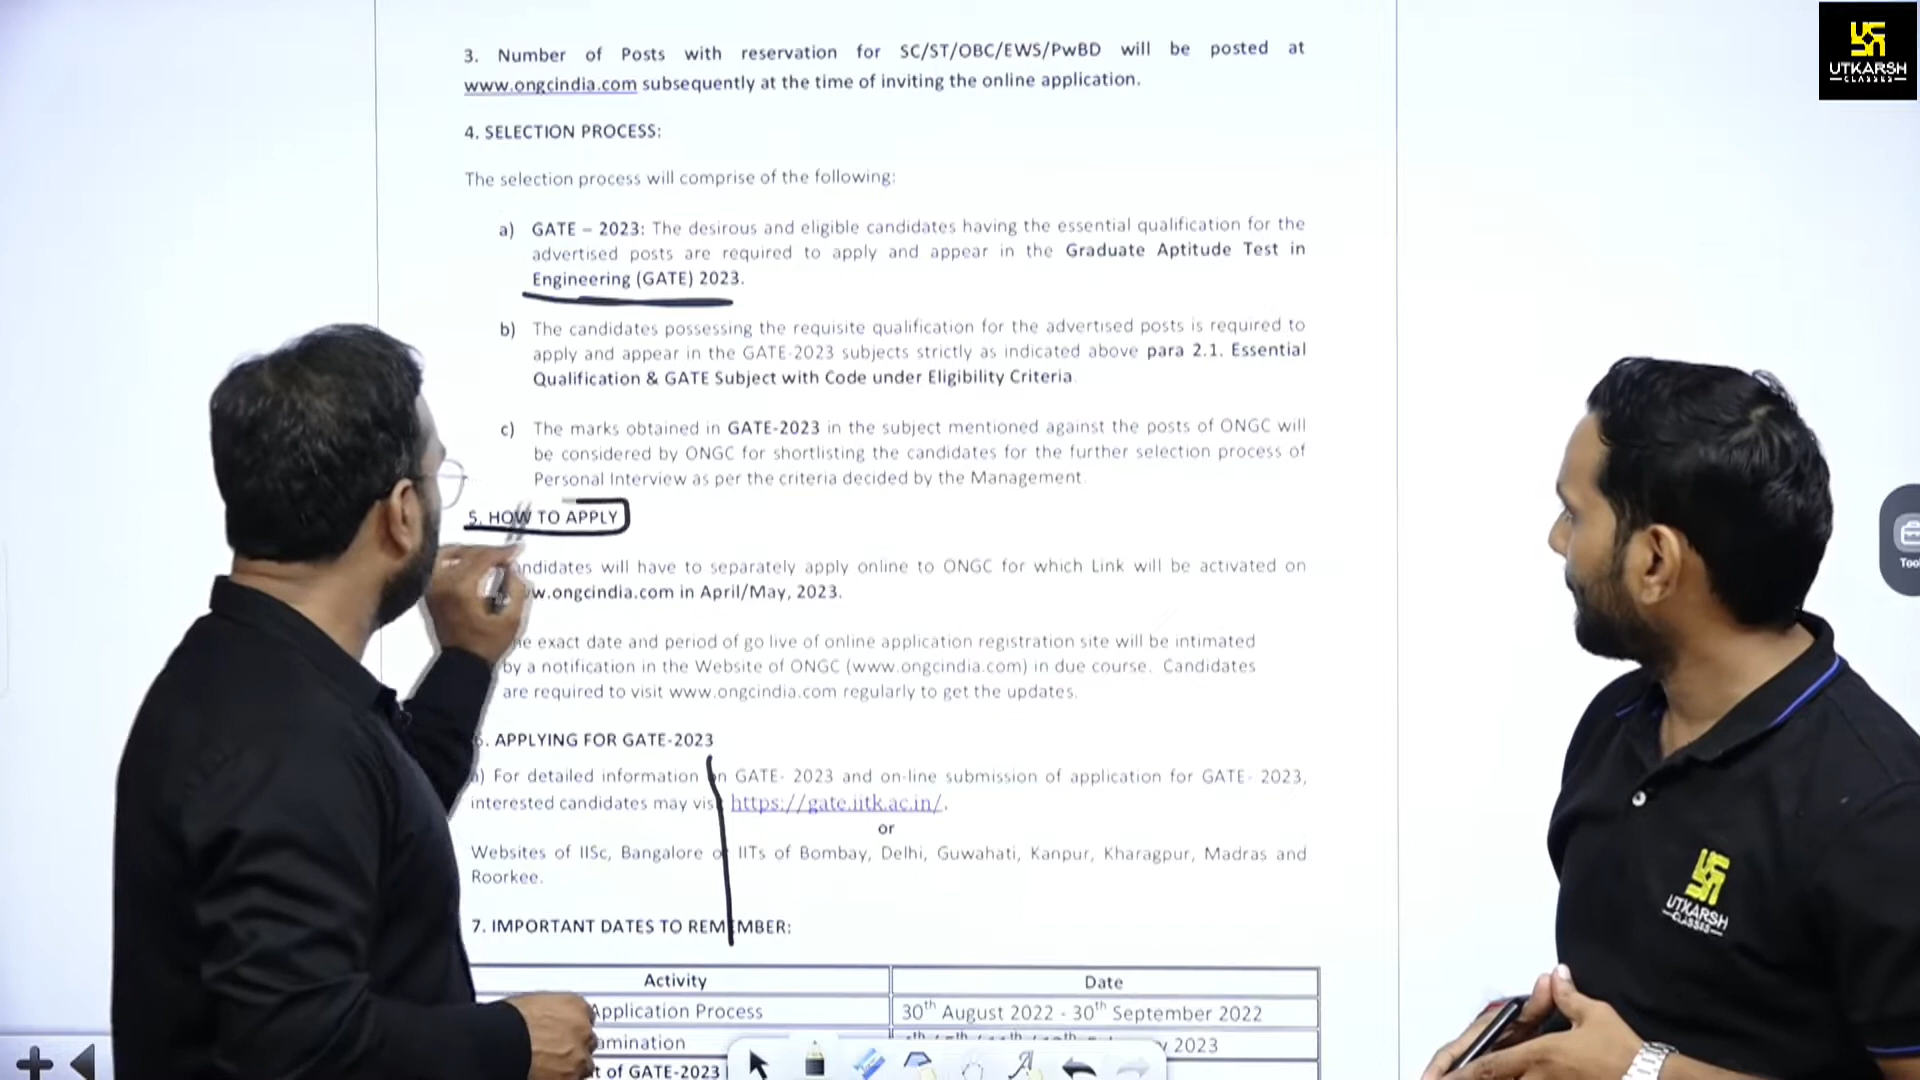 3. Number of Posts with reservation for SC/ST/OBC/EWS/PwBD will be posted at
www.ongcindia.com subsequently at the time of inviting the online application.
4. SELECTION PROCESS:
The selection process will comprise of the following:
a) GATE – 2023: The desirous and eligible candidates having the essential qualification for the
advertised posts are required to apply and appear in the Graduate Aptitude Test in
Engineering (GATE) 2023.
b) The candidates possessing the requisite qualification for the advertised posts is required to
apply and appear in the GATE-2023 subjects strictly as indicated above para 2.1. Essential
Qualification & GATE Subject with Code under Eligibility Criteria.
c) The marks obtained in GATE-2023 in the subject mentioned against the posts of ONGC will
be considered by ONGC for shortlisting the candidates for the further selection process of
Personal Interview as per the criteria decided by the Management.
5. HOW TO APPLY
will have to separately apply online to ONGC for which Link will be activated on
.ongcindia.com in April/May, 2023.
exact date and period of go live of online application registration site will be intimated
by a notification in the Website of ONGC (www.ongcindia.com) in due course. Candidates
are required to visit www.ongcindia.com regularly to get the updates.
. APPLYING FOR GATE-2023
) For detailed information on GATE- 2023 and on-line submission of application for GATE- 2023,
interested candidates may visit https://gate.iitk.ac.in/.
or
Websites of IISc, Bangalore or IITs of Bombay, Delhi, Guwahati, Kanpur, Kharagpur, Madras and
Roorkee.
7. IMPORTANT DATES TO REMEMBER:
Activity Date
Application Process 30th August 2022 - 30th September 2022
2023
of GATE-2023
UTKARSH
CLASSES
UTKARSH
CLASSES